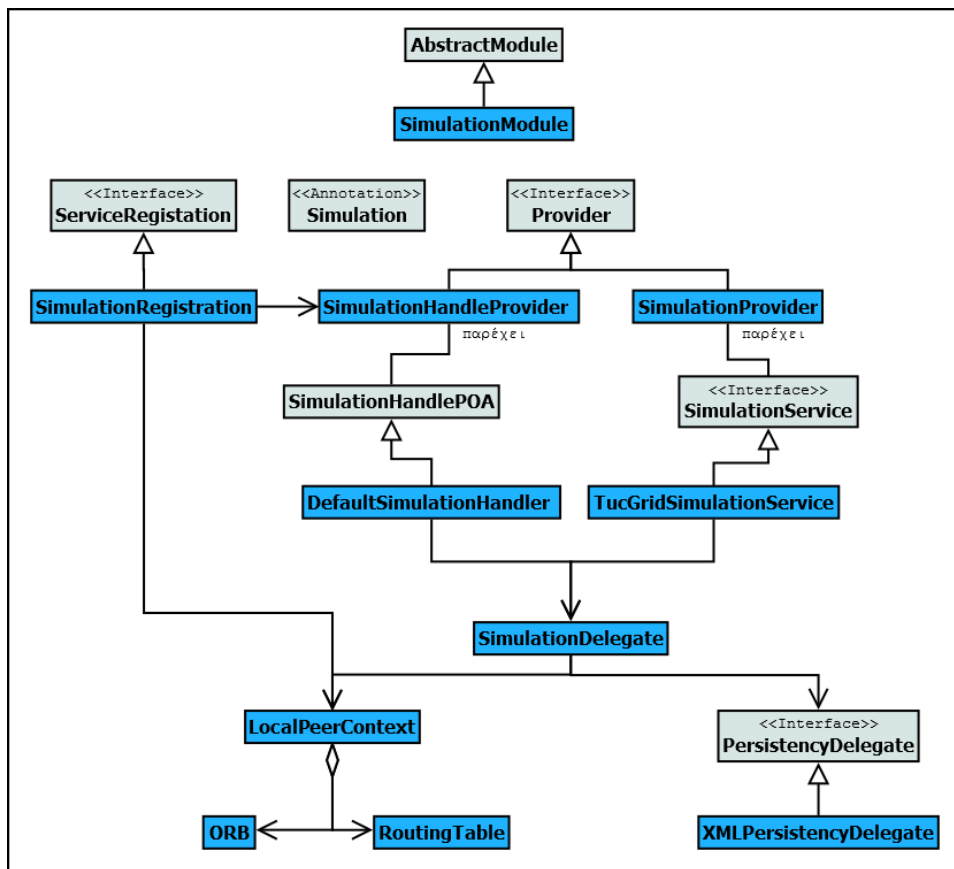 AbstractModule
SimulationModule
<<Interface>>
ServiceRegistation
<<Annotation>>
Simulation
<<Interface>>
Provider
SimulationRegistration
SimulationHandleProvider
SimulationProvider
παρέχει
παρέχει
SimulationHandlePOA
<<Interface>>
SimulationService
DefaultSimulationHandler
TucGridSimulationService
SimulationDelegate
LocalPeerContext
<<Interface>>
PersistencyDelegate
ORB
RoutingTable
XMLPersistencyDelegate